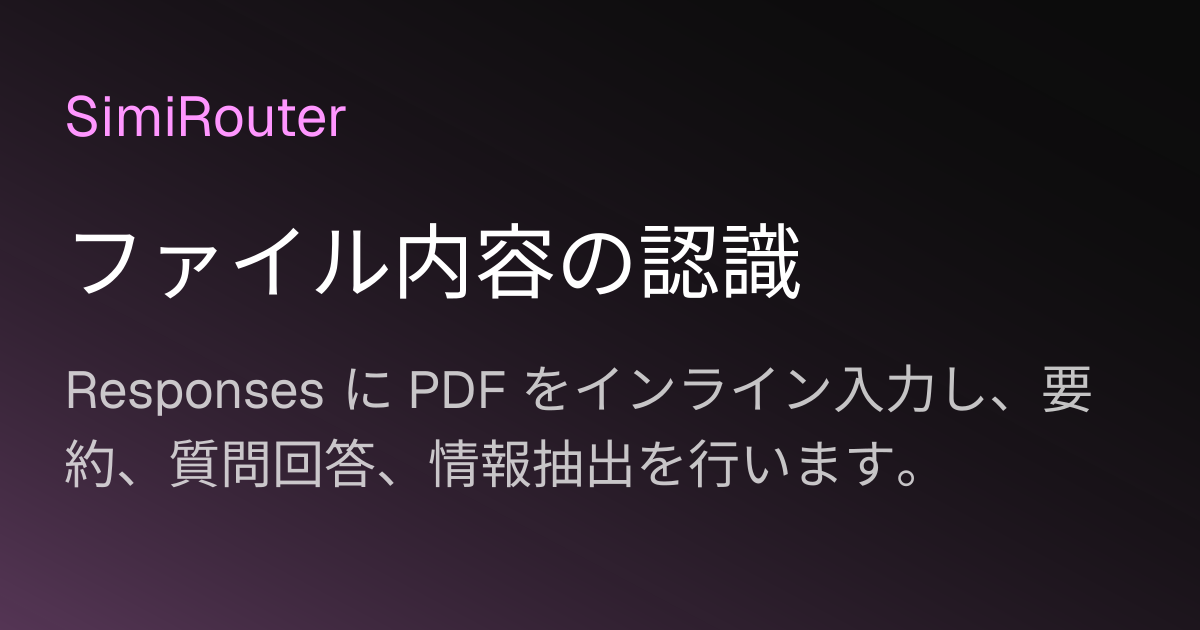 SimiRouter
ファイル内容の認識
Responses に PDF をインライン入力し、要
約、質問回答、情報抽出を行います。